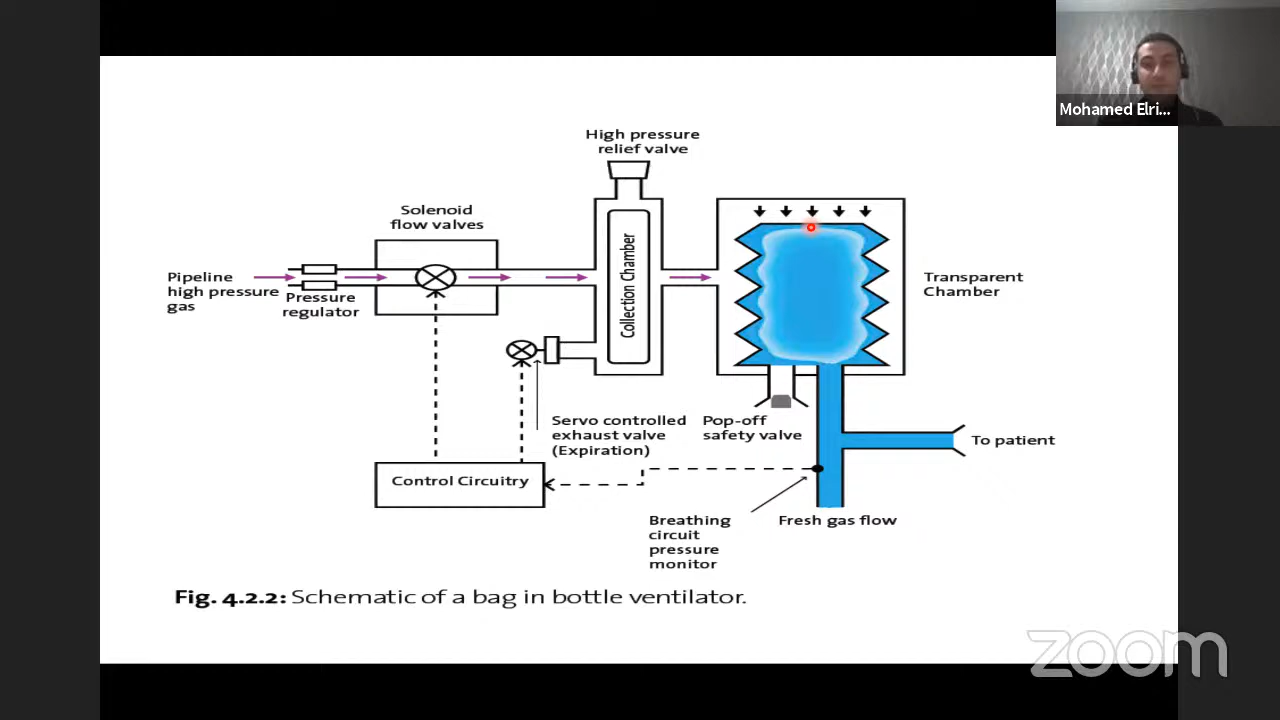 Mohamed Elri...
High pressure
relief valve
Solenoid
flow valves
Pipeline
high pressure
gas
Pressure
regulator
Collection Chamber
Transparent
Chamber
Servo controlled
exhaust valve
(Expiration)
Pop-off
safety valve
To patient
Control Circuitry
Breathing
circuit
pressure
monitor
Fresh gas flow
Fig. 4.2.2: Schematic of a bag in bottle ventilator.
zoom